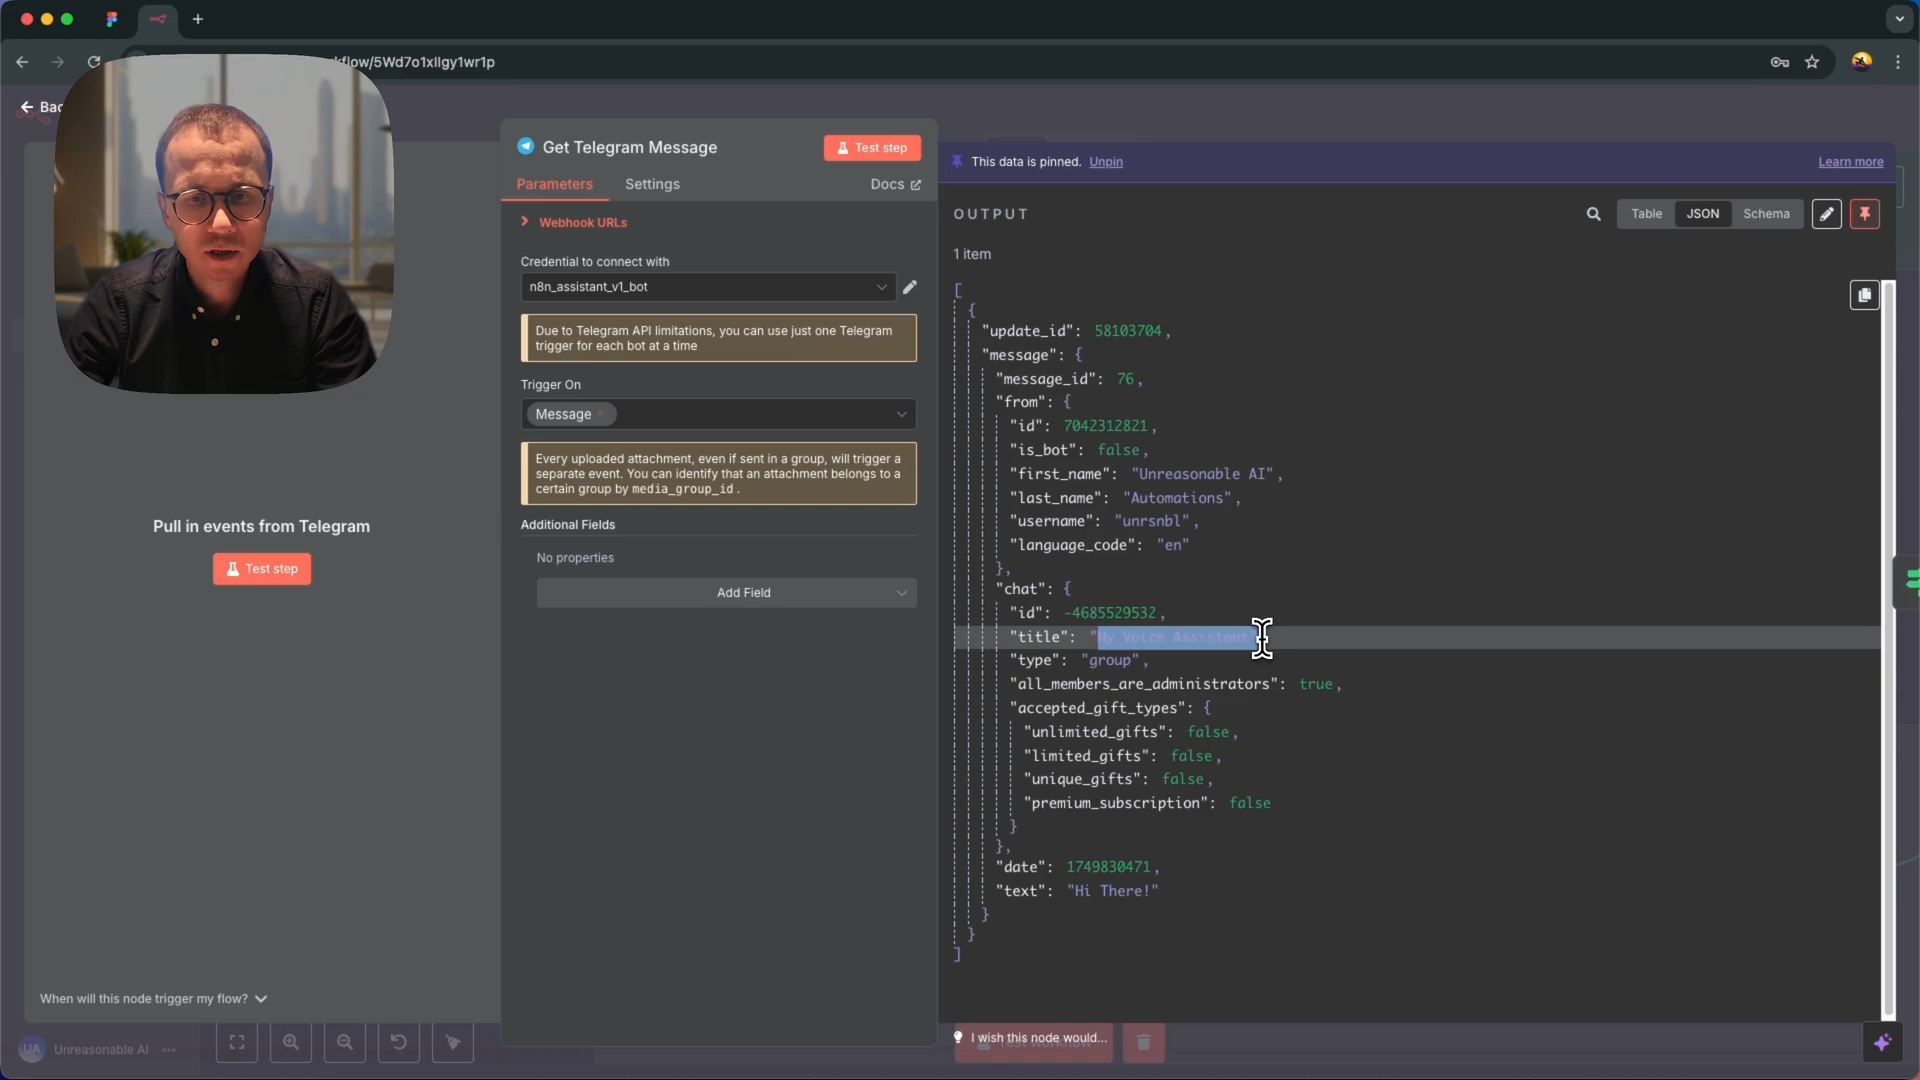 kflow/5Wd7o1xllgy1wr1p
Bac
Get Telegram Message
Test step
Parameters
Settings
Docs
Webhook URLs
Credential to connect with
n8n_assistant_v1_bot
Due to Telegram API limitations, you can use just one Telegram
trigger for each bot at a time
Trigger On
Message
Every uploaded attachment, even if sent in a group, will trigger a
separate event. You can identify that an attachment belongs to a
certain group by media_group_id .
Additional Fields
No properties
Add Field
Pull in events from Telegram
Test step
When will this node trigger my flow?
UA Unreasonable AI
This data is pinned. Unpin
Learn more
OUTPUT
Table JSON Schema
1 item
[
{
"update_id": 58103704,
"message": {
"message_id": 76,
"from": {
"id": 7042312821,
"is_bot": false,
"first_name": "Unreasonable AI",
"last_name": "Automations",
"username": "unrsnbl",
"language_code": "en"
},
"chat": {
"id": -4685529532,
"title": "My Voice Assistant"
"type": "group",
"all_members_are_administrators": true,
"accepted_gift_types": {
"unlimited_gifts": false,
"limited_gifts": false,
"unique_gifts": false,
"premium_subscription": false
}
},
"date": 1749830471,
"text": "Hi There!"
}
}
]
I wish this node would...